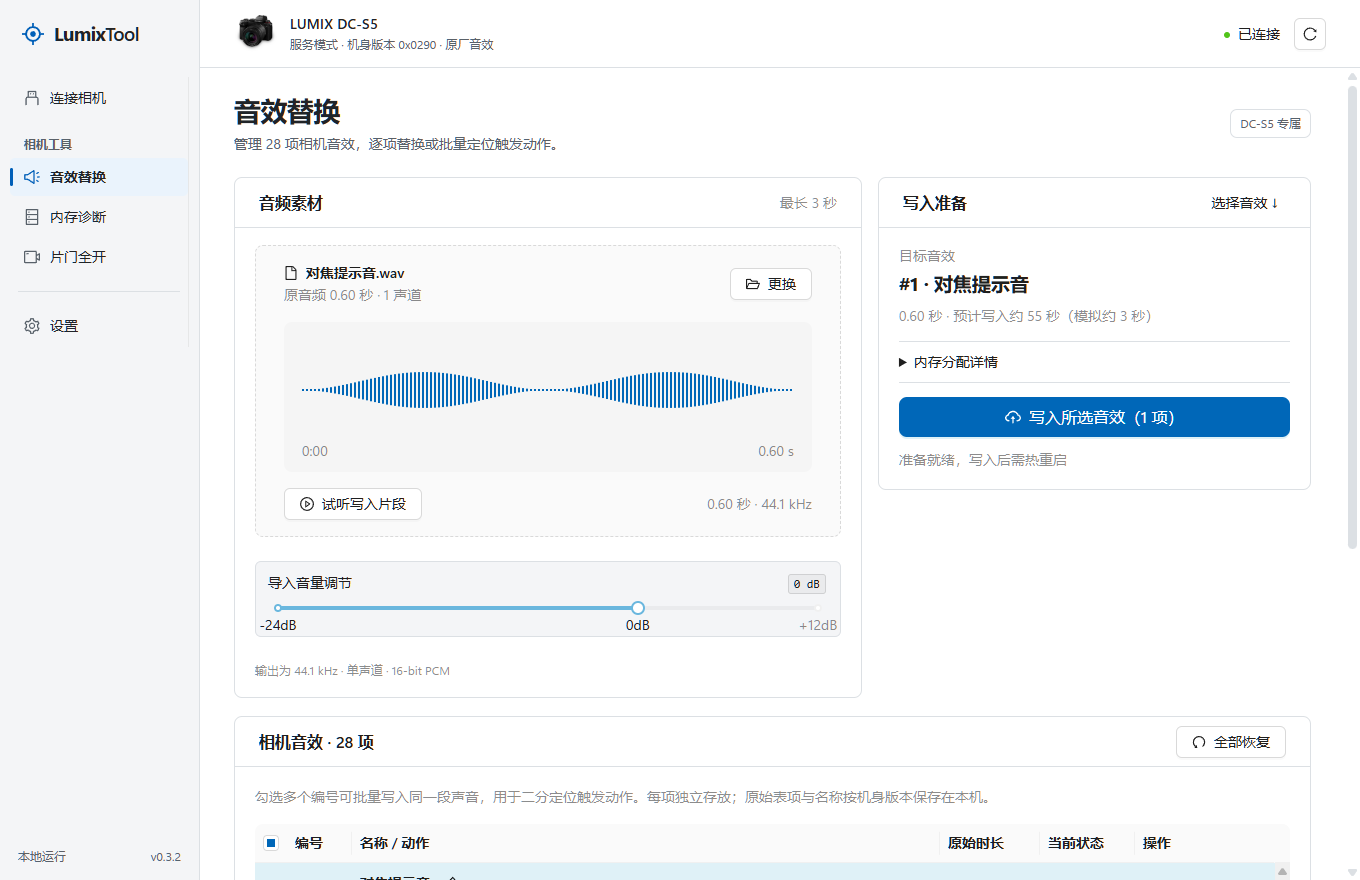 LumixTool
LUMIX DC-S5
服务模式 · 机身版本 0x0290 · 原厂音效
已连接
连接相机
相机工具
音效替换
内存诊断
片门全开
设置
本地运行
v0.3.2
音效替换
管理 28 项相机音效，逐项替换或批量定位触发动作。
DC-S5 专属
音频素材
最长 3 秒
对焦提示音.wav
原音频 0.60 秒 · 1 声道
更换
0:00
0.60 s
试听写入片段
0.60 秒 · 44.1 kHz
导入音量调节
0 dB
-24dB
0dB
+12dB
输出为 44.1 kHz · 单声道 · 16-bit PCM
写入准备
选择音效 ↓
目标音效
#1 · 对焦提示音
0.60 秒 · 预计写入约 55 秒（模拟约 3 秒）
内存分配详情
写入所选音效（1 项）
准备就绪，写入后需热重启
相机音效 · 28 项
全部恢复
勾选多个编号可批量写入同一段声音，用于二分定位触发动作。每项独立存放；原始表项与名称按机身版本保存在本机。
编号
名称 / 动作
原始时长
当前状态
操作